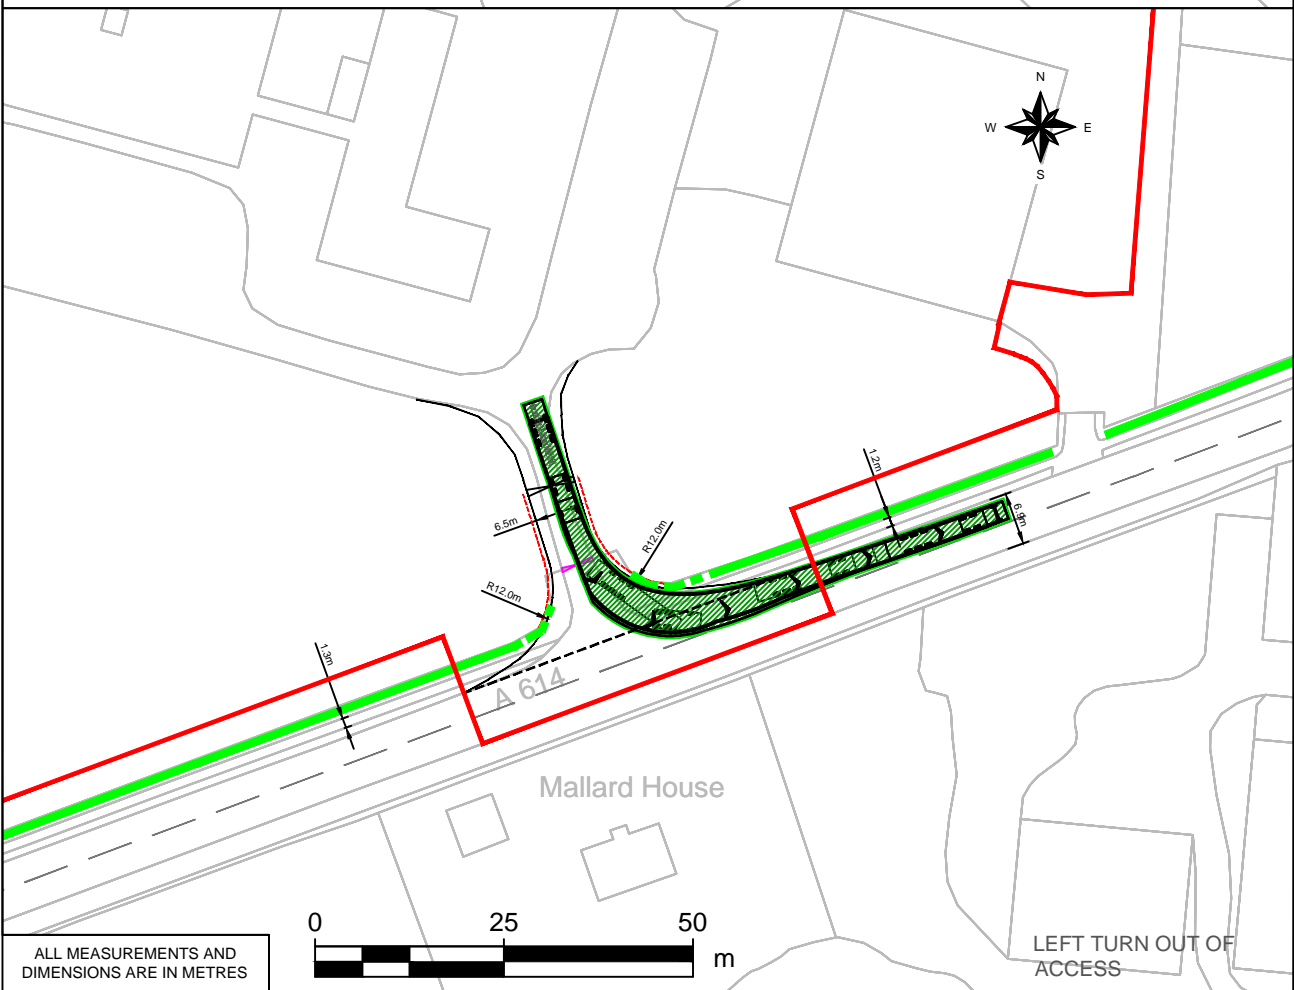 N
W
E
S
1.2m
6.9m
6.5m
R12.0m
R12.0m
1.3m
A 614
Mallard House
0 25 50
m
ALL MEASUREMENTS AND
DIMENSIONS ARE IN METRES
LEFT TURN OUT OF
ACCESS